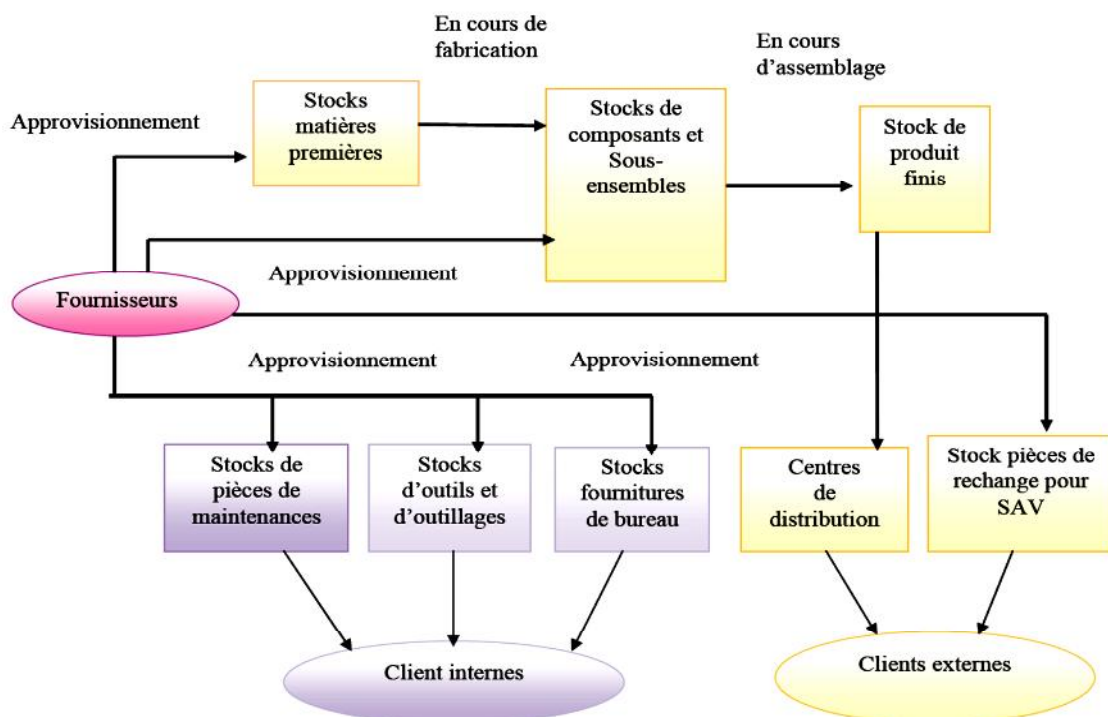 En cours de
fabrication
En cours
d’assemblage
Approvisionnement
Stocks
matières
premières
Stocks de
composants et
Sous-
ensembles
Stock de
produit
finis
Approvisionnement
Fournisseurs
Approvisionnement
Approvisionnement
Stocks de
pièces de
maintenances
Stocks
d’outils et
d’outillages
Stocks
fournitures
de bureau
Centres
de
distribution
Stock pièces de
rechange pour
SAV
Client internes
Clients externes